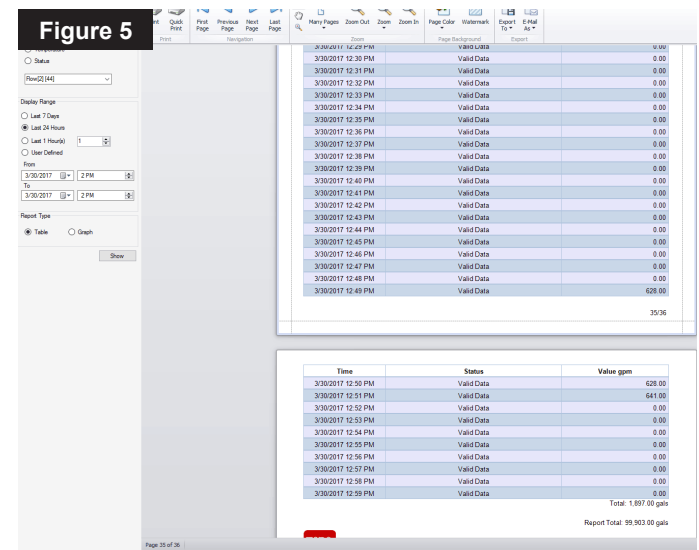 Figure 5
Quick Print
First Page
Previous Page
Next Page
Last Page
Many Pages
Zoom Out
Zoom
Zoom In
Page Color
Watermark
Export To
E-Mail As
Print
Navigation
Zoom
Page Background
Export
Temperature
Status
Flow[2] [44]
Display Range
Last 7 Days
Last 24 Hours
Last 1 Hour(s) 1
User Defined
From
3/30/2017 2 PM
To
3/30/2017 2 PM
Report Type
Table Graph
Show
3/30/2017 12:29 PM Valid Data 0.00
3/30/2017 12:30 PM Valid Data 0.00
3/30/2017 12:31 PM Valid Data 0.00
3/30/2017 12:32 PM Valid Data 0.00
3/30/2017 12:33 PM Valid Data 0.00
3/30/2017 12:34 PM Valid Data 0.00
3/30/2017 12:35 PM Valid Data 0.00
3/30/2017 12:36 PM Valid Data 0.00
3/30/2017 12:37 PM Valid Data 0.00
3/30/2017 12:38 PM Valid Data 0.00
3/30/2017 12:39 PM Valid Data 0.00
3/30/2017 12:40 PM Valid Data 0.00
3/30/2017 12:41 PM Valid Data 0.00
3/30/2017 12:42 PM Valid Data 0.00
3/30/2017 12:43 PM Valid Data 0.00
3/30/2017 12:44 PM Valid Data 0.00
3/30/2017 12:45 PM Valid Data 0.00
3/30/2017 12:46 PM Valid Data 0.00
3/30/2017 12:47 PM Valid Data 0.00
3/30/2017 12:48 PM Valid Data 0.00
3/30/2017 12:49 PM Valid Data 628.00
35/36
Time Status Value gpm
3/30/2017 12:50 PM Valid Data 628.00
3/30/2017 12:51 PM Valid Data 641.00
3/30/2017 12:52 PM Valid Data 0.00
3/30/2017 12:53 PM Valid Data 0.00
3/30/2017 12:54 PM Valid Data 0.00
3/30/2017 12:55 PM Valid Data 0.00
3/30/2017 12:56 PM Valid Data 0.00
3/30/2017 12:57 PM Valid Data 0.00
3/30/2017 12:58 PM Valid Data 0.00
3/30/2017 12:59 PM Valid Data 0.00
Total: 1,897.00 gals
Report Total: 99,903.00 gals
Page 35 of 36